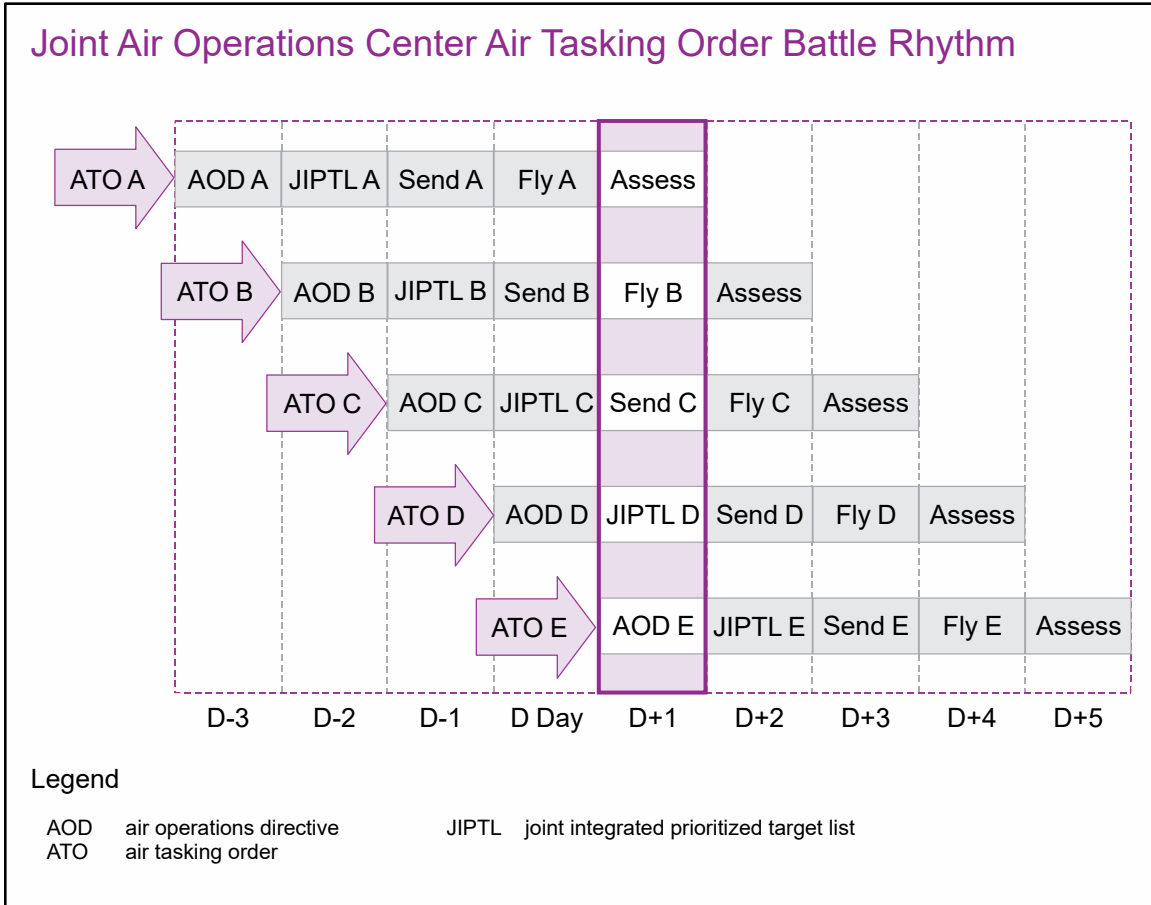 Joint Air Operations Center Air Tasking Order Battle Rhythm
ATO A AOD A JIPTL A Send A Fly A Assess
ATO B AOD B JIPTL B Send B Fly B Assess
ATO C AOD C JIPTL C Send C Fly C Assess
ATO D AOD D JIPTL D Send D Fly D Assess
ATO E AOD E JIPTL E Send E Fly E Assess
D-3 D-2 D-1 D Day D+1 D+2 D+3 D+4 D+5
Legend
AOD air operations directive JIPTL joint integrated prioritized target list
ATO air tasking order